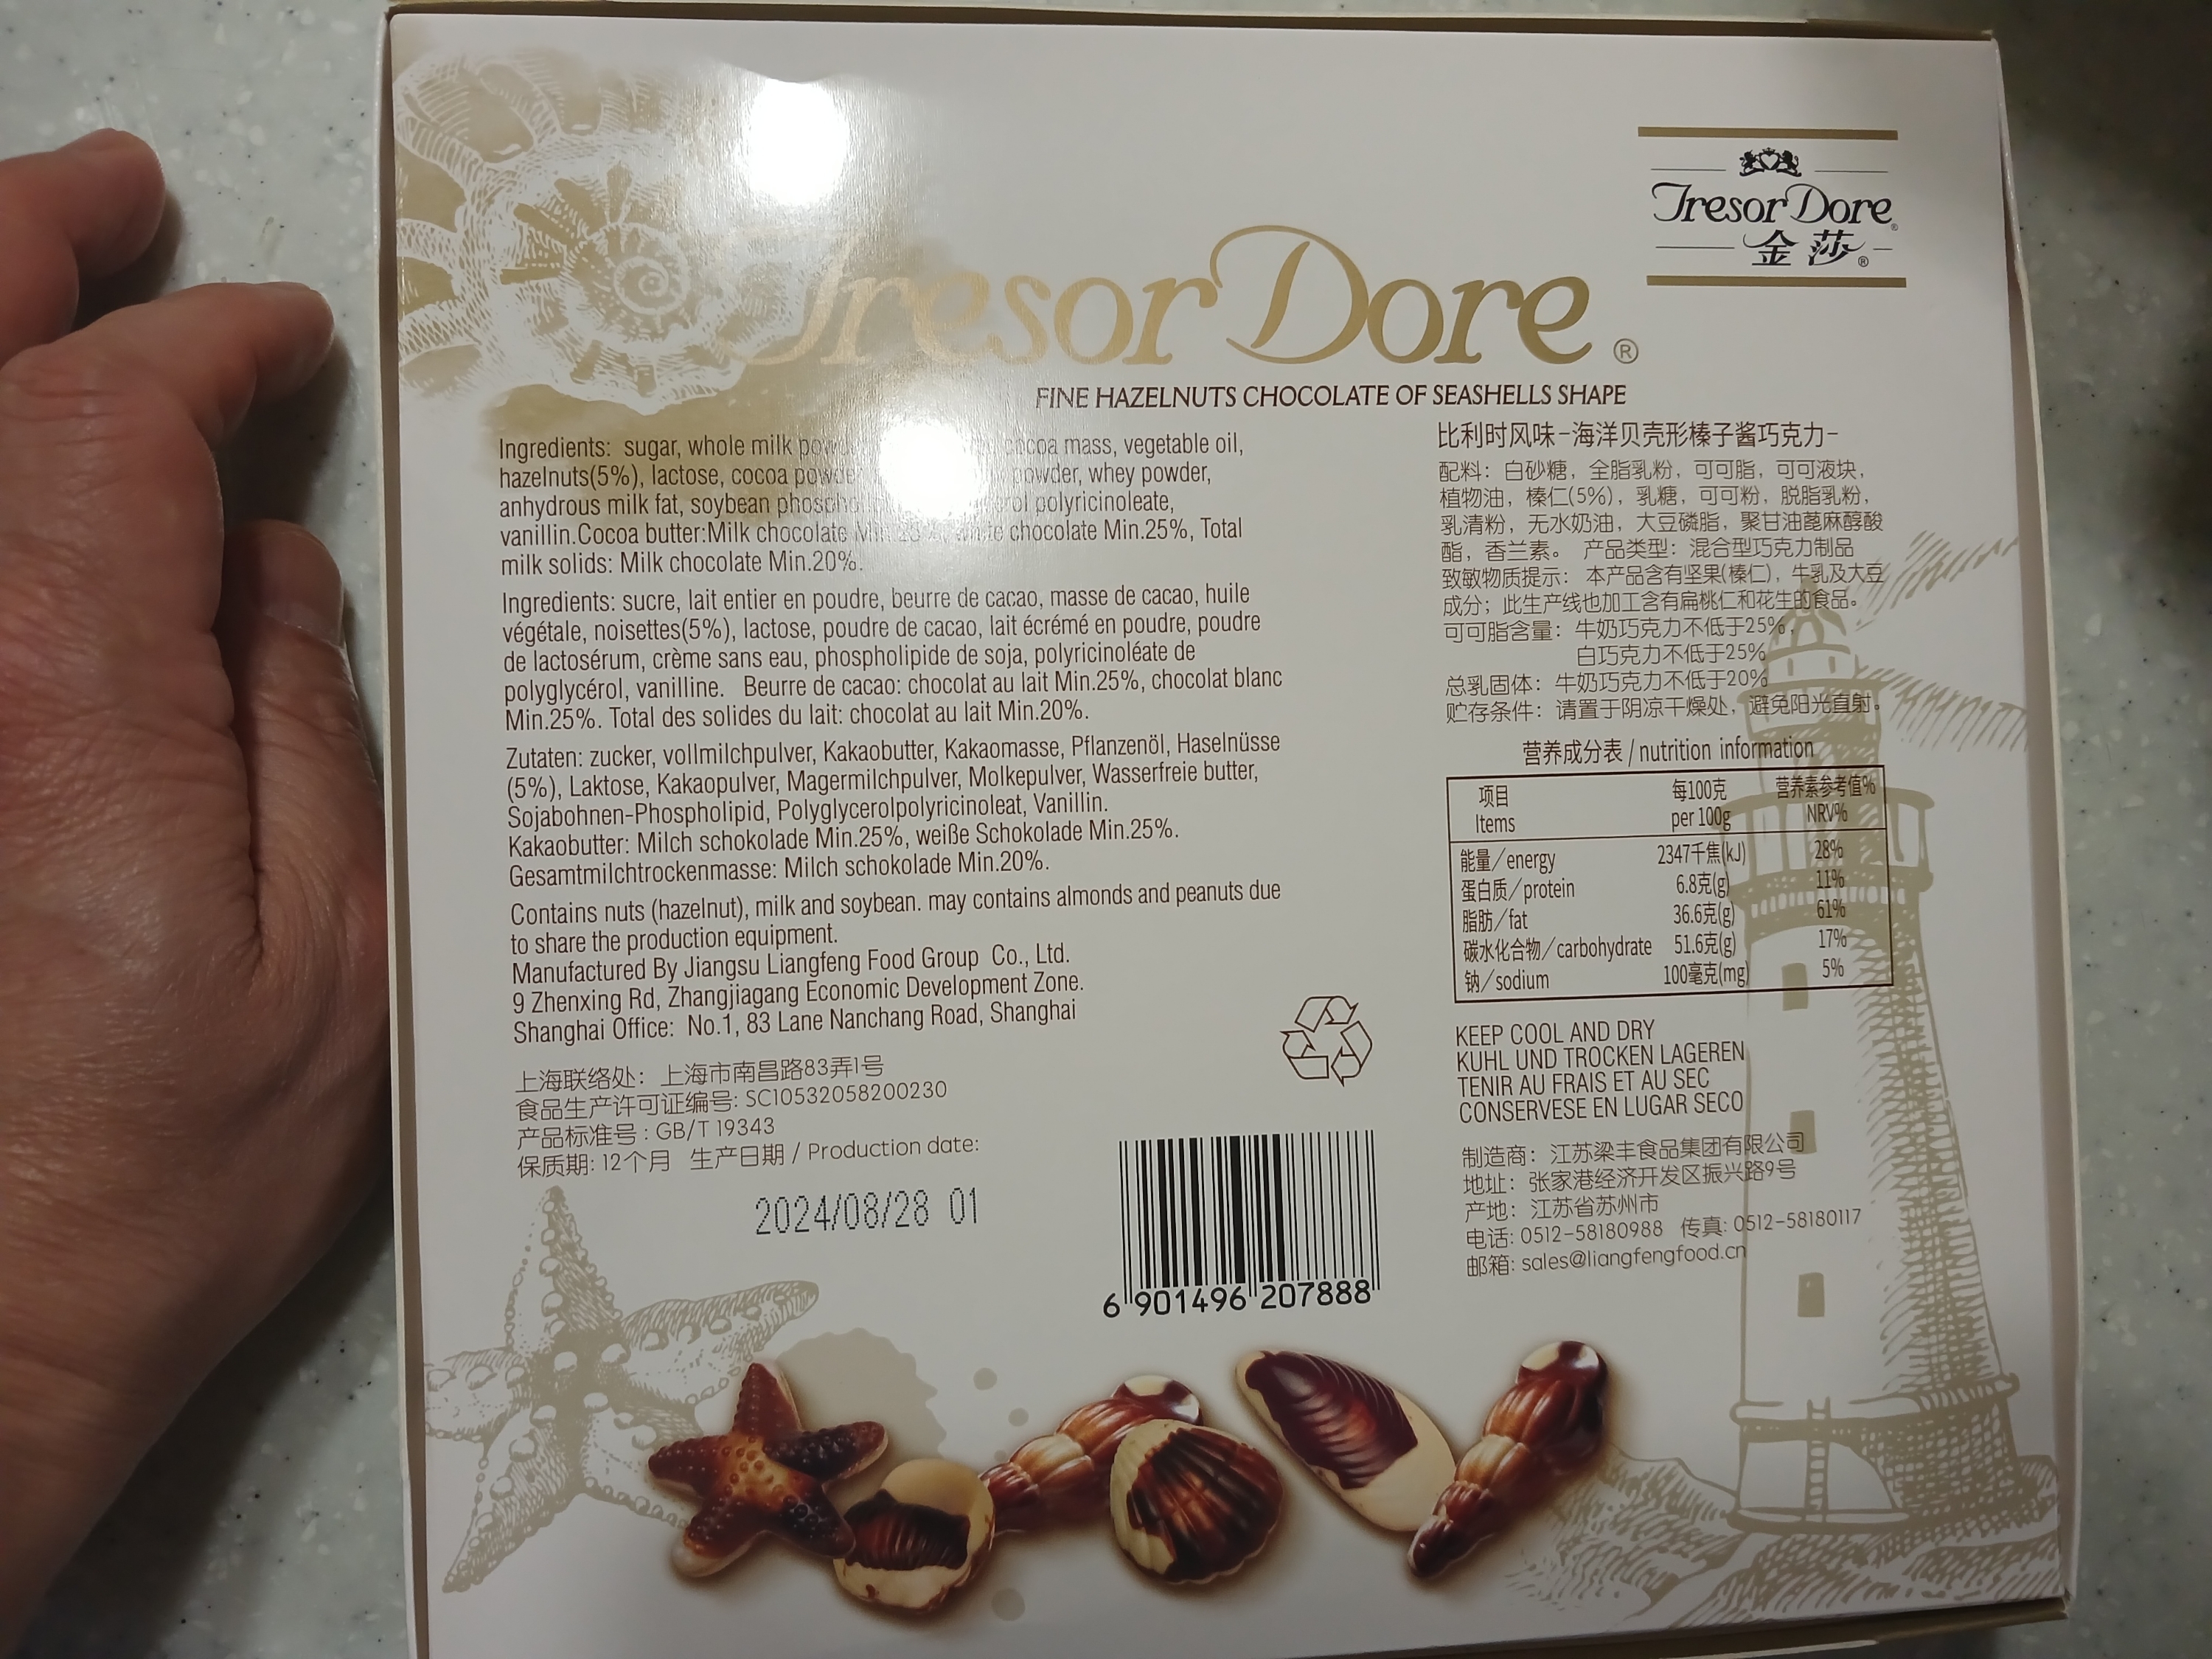 Tresor Dore®
金莎®
Tresor Dore®
FINE HAZELNUTS CHOCOLATE OF SEASHELLS SHAPE
Ingredients: sugar, whole milk cocoa mass, vegetable oil,
hazelnuts(5%), lactose, cocoa powder, whey powder,
anhydrous milk fat, soybean polyricinoleate,
vanillin.Cocoa butter:Milk chocolate chocolate Min.25%, Total
milk solids: Milk chocolate Min.20%.
Ingredients: sucre, lait entier en poudre, beurre de cacao, masse de cacao, huile
végétale, noisettes(5%), lactose, poudre de cacao, lait écrémé en poudre, poudre
de lactosérum, crème sans eau, phospholipide de soja, polyricinoléate de
polyglycérol, vanilline. Beurre de cacao: chocolat au lait Min.25%, chocolat blanc
Min.25%. Total des solides du lait: chocolat au lait Min.20%.
Zutaten: zucker, vollmilchpulver, Kakaobutter, Kakaomasse, Pflanzenöl, Haselnüsse
(5%), Laktose, Kakaopulver, Magermilchpulver, Molkepulver, Wasserfreie butter,
Sojabohnen-Phospholipid, Polyglycerolpolyricinoleat, Vanillin.
Kakaobutter: Milch schokolade Min.25%, weiße Schokolade Min.25%.
Gesamtmilchtrockenmasse: Milch schokolade Min.20%.
Contains nuts (hazelnut), milk and soybean. may contains almonds and peanuts due
to share the production equipment.
Manufactured By Jiangsu Liangfeng Food Group Co., Ltd.
9 Zhenxing Rd, Zhangjiagang Economic Development Zone.
Shanghai Office: No.1, 83 Lane Nanchang Road, Shanghai
上海联络处：上海市南昌路83弄1号
食品生产许可证编号: SC10532058200230
产品标准号 : GB/T 19343
保质期: 12个月 生产日期 / Production date:
2024/08/28 01
6 901496 207888
比利时风味-海洋贝壳形榛子酱巧克力-
配料：白砂糖，全脂乳粉，可可脂，可可液块，
植物油，榛仁(5%)，乳糖，可可粉，脱脂乳粉，
乳清粉，无水奶油，大豆磷脂，聚甘油蓖麻醇酸
酯，香兰素。 产品类型：混合型巧克力制品
致敏物质提示： 本产品含有坚果(榛仁)，牛乳及大豆
成分；此生产线也加工含有扁桃仁和花生的食品。
可可脂含量：牛奶巧克力不低于25%，
白巧克力不低于25%
总乳固体：牛奶巧克力不低于20%
贮存条件：请置于阴凉干燥处，避免阳光直射。
营养成分表 / nutrition information
项目 每100克 营养素参考值%
Items per 100g NRV%
能量／energy 2347千焦(kJ) 28%
蛋白质／protein 6.8克(g) 11%
脂肪／fat 36.6克(g) 61%
碳水化合物／carbohydrate 51.6克(g) 17%
钠／sodium 100毫克(mg) 5%
KEEP COOL AND DRY
KUHL UND TROCKEN LAGEREN
TENIR AU FRAIS ET AU SEC
CONSERVESE EN LUGAR SECO
制造商：江苏梁丰食品集团有限公司
地址：张家港经济开发区振兴路9号
产地：江苏省苏州市
电话: 0512-58180988 传真: 0512-58180117
邮箱: sales@liangfengfood.cn